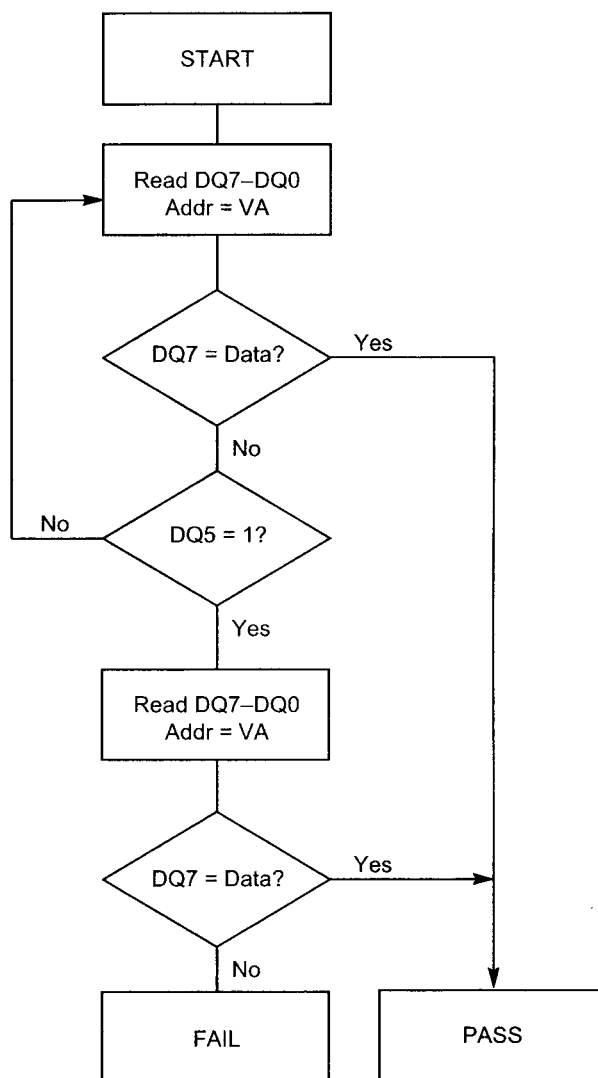 START
Read DQ7–DQ0
Addr = VA
DQ7 = Data?
Yes
No
No
DQ5 = 1?
Yes
Read DQ7–DQ0
Addr = VA
DQ7 = Data?
Yes
No
FAIL
PASS